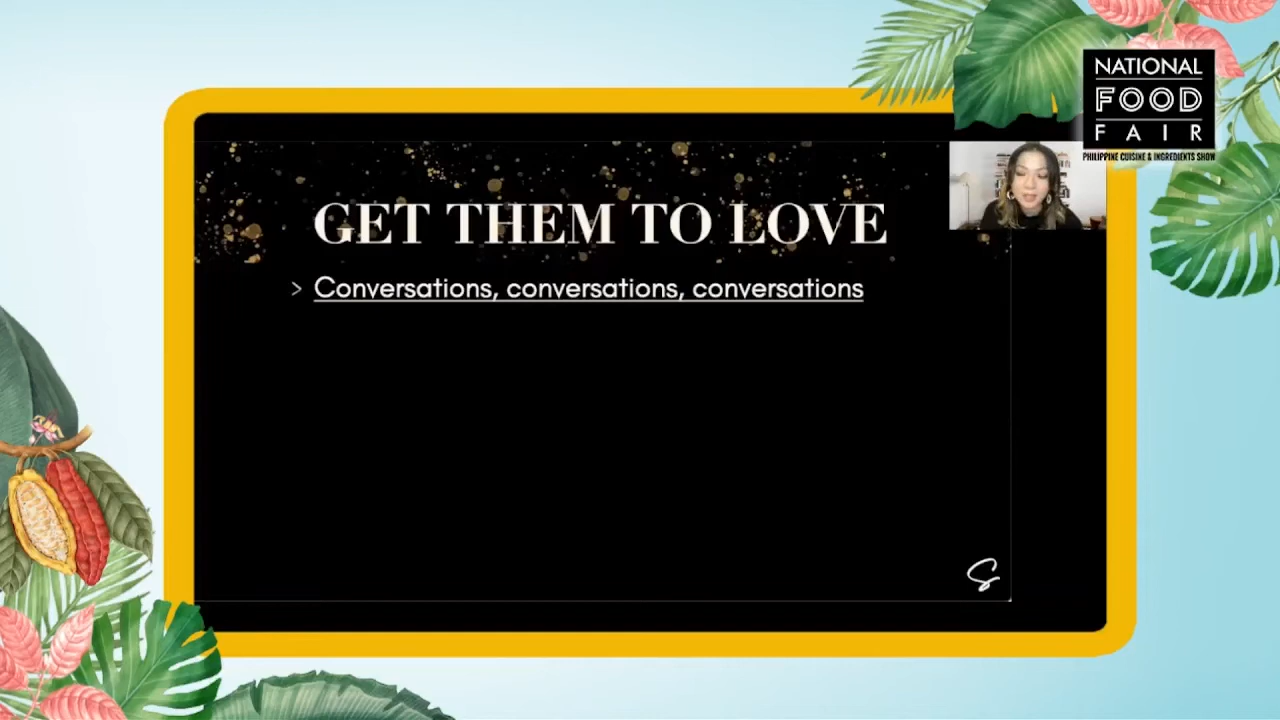 NATIONAL
FOOD
FAIR
PHILIPPINE CUISINE & INGREDIENTS SHOW
GET THEM TO LOVE
> Conversations, conversations, conversations
S